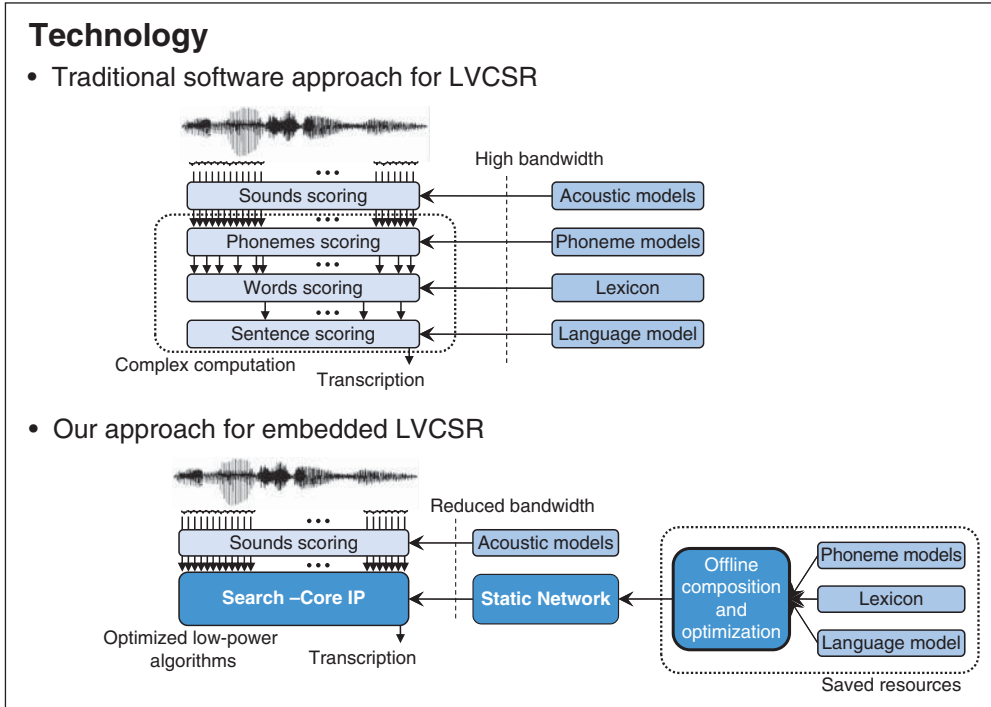 Technology
• Traditional software approach for LVCSR
High bandwidth
Sounds scoring
Acoustic models
Phonemes scoring
Phoneme models
Words scoring
Lexicon
Sentence scoring
Language model
Complex computation
Transcription
• Our approach for embedded LVCSR
Reduced bandwidth
Sounds scoring
Acoustic models
Search –Core IP
Static Network
Offline
composition
and
optimization
Phoneme models
Lexicon
Language model
Optimized low-power
algorithms
Transcription
Saved resources